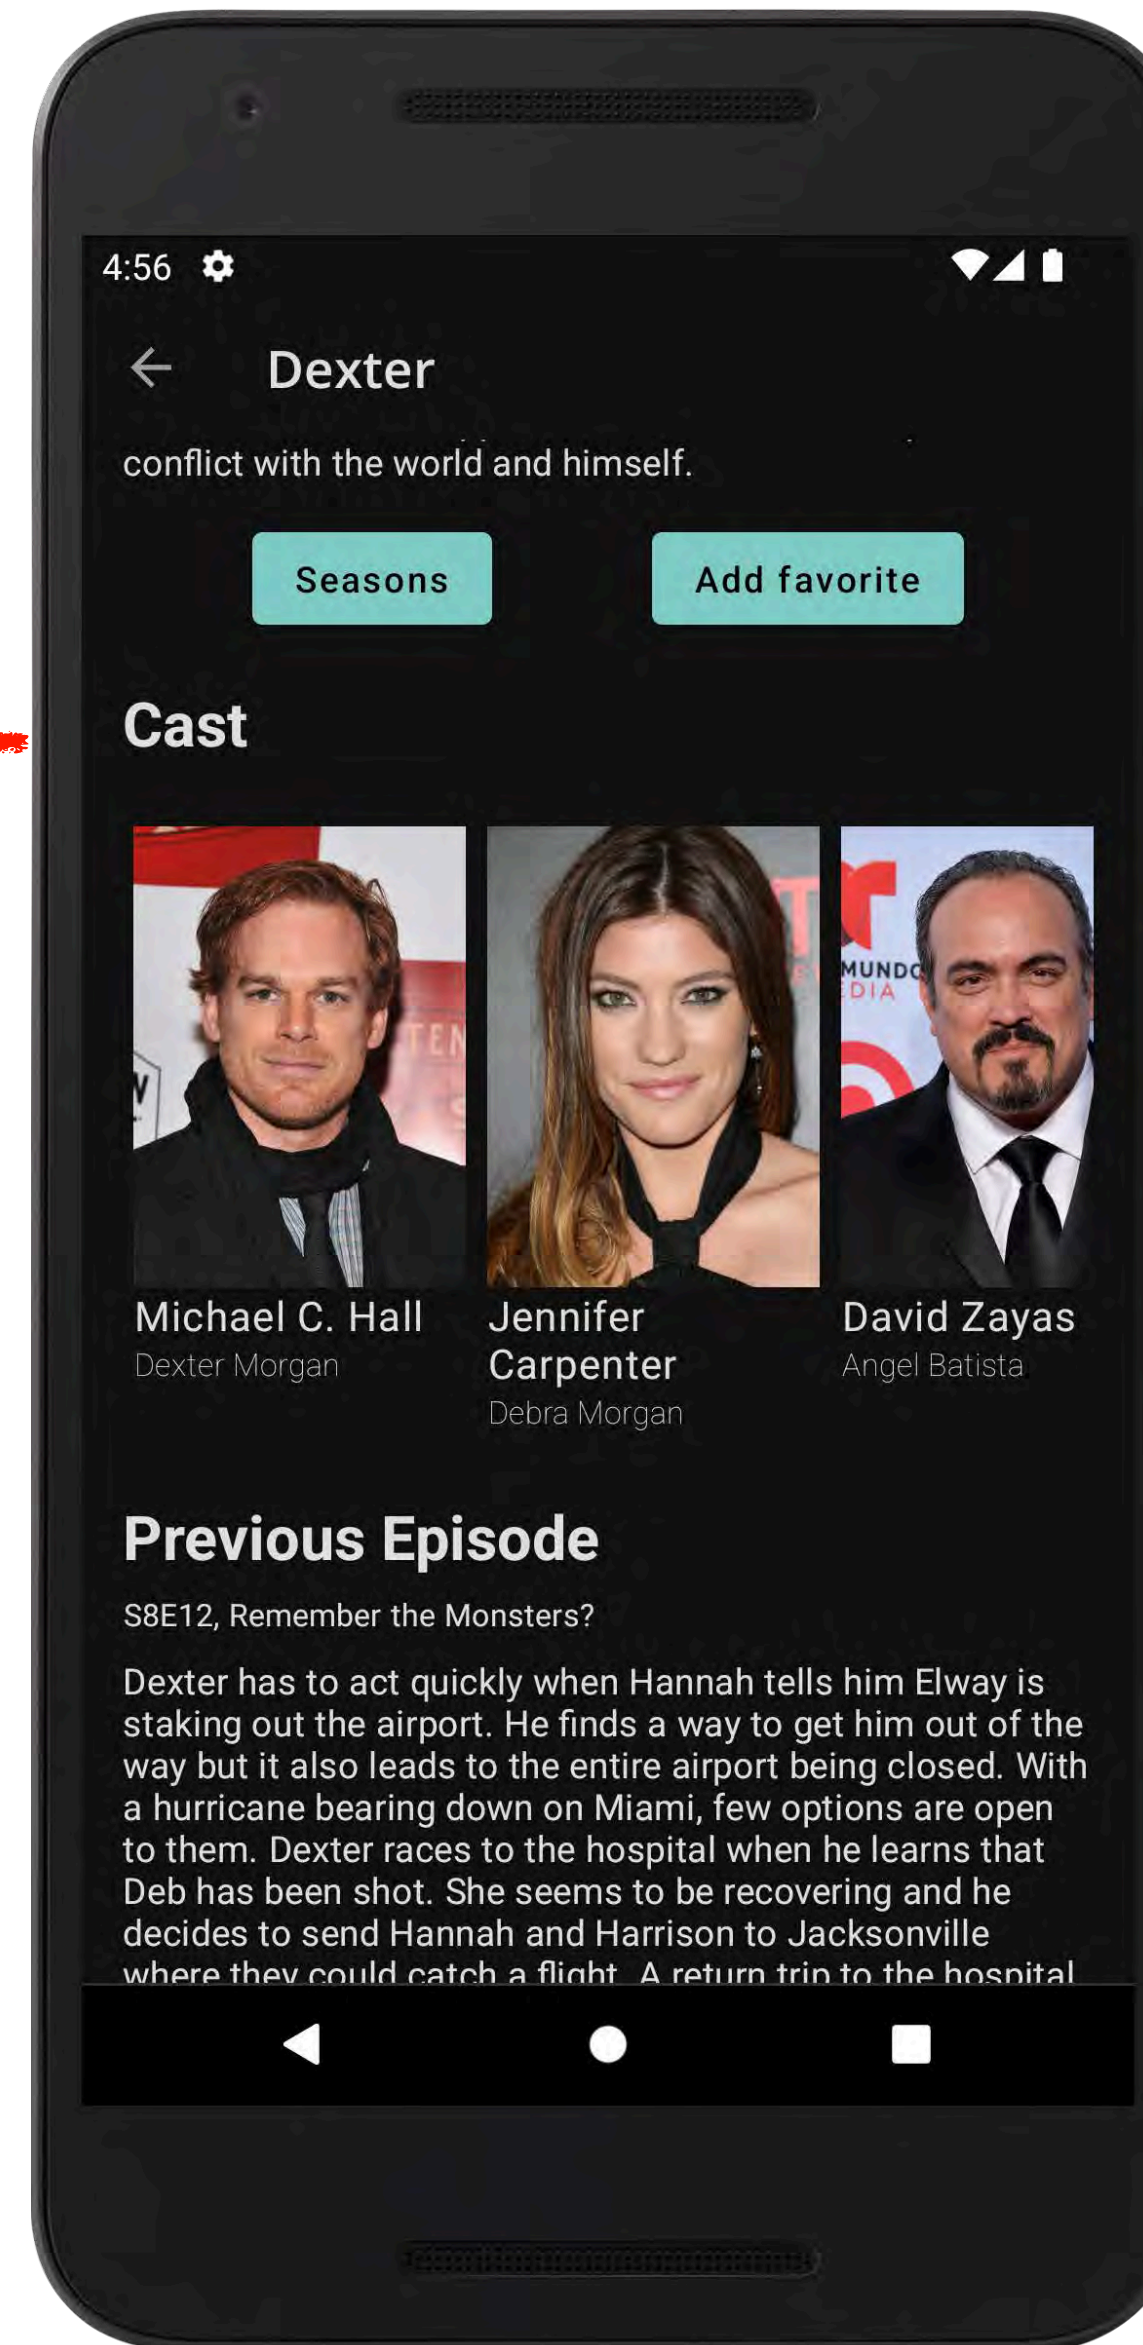 4:56
Dexter
conflict with the world and himself.
Seasons
Add favorite
Cast
MUNDO
EDIA
TEN
W
Michael C. Hall
Dexter Morgan
Jennifer
Carpenter
Debra Morgan
David Zayas
Angel Batista
Previous Episode
S8E12, Remember the Monsters?
Dexter has to act quickly when Hannah tells him Elway is
staking out the airport. He finds a way to get him out of the
way but it also leads to the entire airport being closed. With
a hurricane bearing down on Miami, few options are open
to them. Dexter races to the hospital when he learns that
Deb has been shot. She seems to be recovering and he
decides to send Hannah and Harrison to Jacksonville
where they could catch a flight. A return trip to the hospital